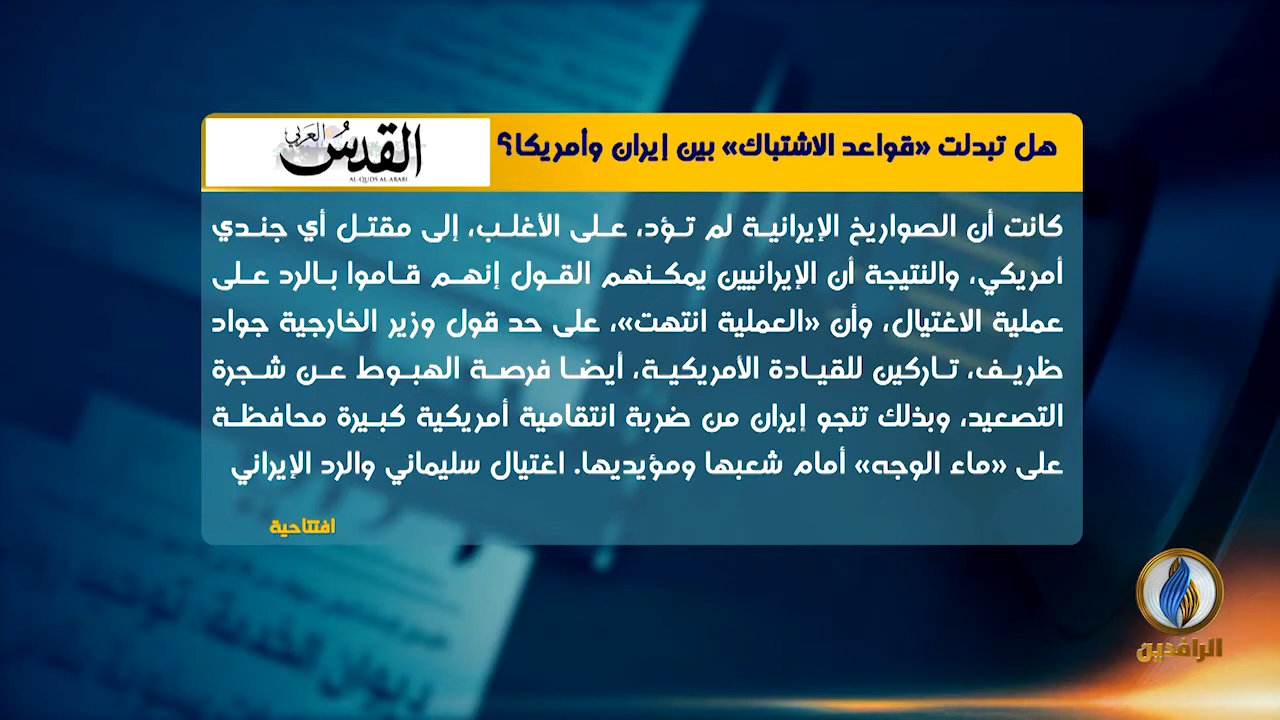 هل تبدلت «قواعد الاشتباك» بين إيران وأمريكا؟
القدس العربي
AL-QUDS AL-ARABI
كانت أن الصواريخ الإيرانية لم تؤد، على الأغلب، إلى مقتل أي جندي
أمريكي، والنتيجة أن الإيرانيين يمكنهم القول إنهم قاموا بالرد على
عملية الاغتيال، وأن «العملية انتهت»، على حد قول وزير الخارجية جواد
ظريف، تاركين للقيادة الأمريكية، أيضا فرصة الهبوط عن شجرة
التصعيد، وبذلك تنجو إيران من ضربة انتقامية أمريكية كبيرة محافظة
على «ماء الوجه» أمام شعبها ومؤيديها. اغتيال سليماني والرد الإيراني
افتتاحية
الرافدين